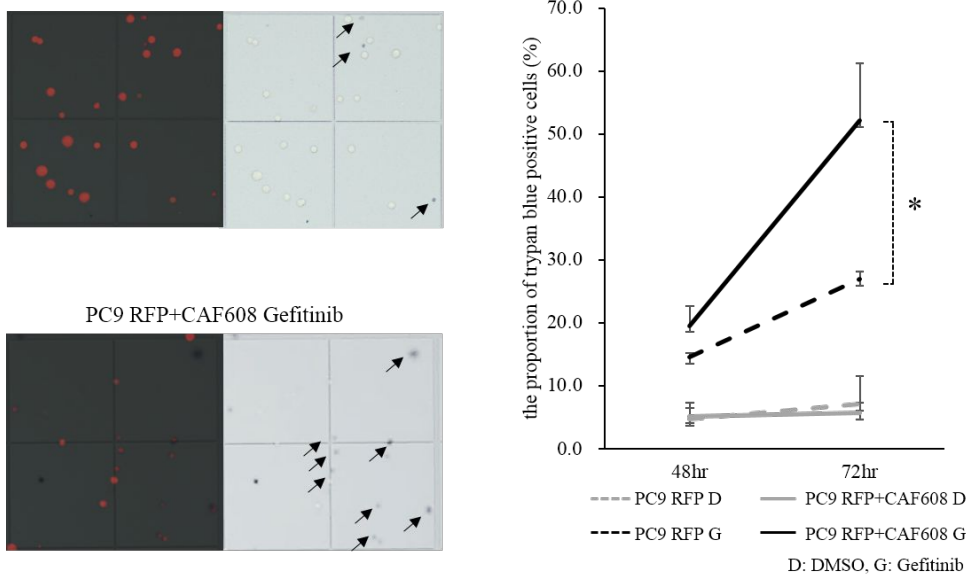 PC9 RFP+CAF608 Gefitinib
the proportion of trypan blue positive cells (%)
70.0
60.0
50.0
40.0
30.0
20.0
10.0
0.0
*
48hr 72hr
PC9 RFP D PC9 RFP+CAF608 D
PC9 RFP G PC9 RFP+CAF608 G
D: DMSO, G: Gefitinib